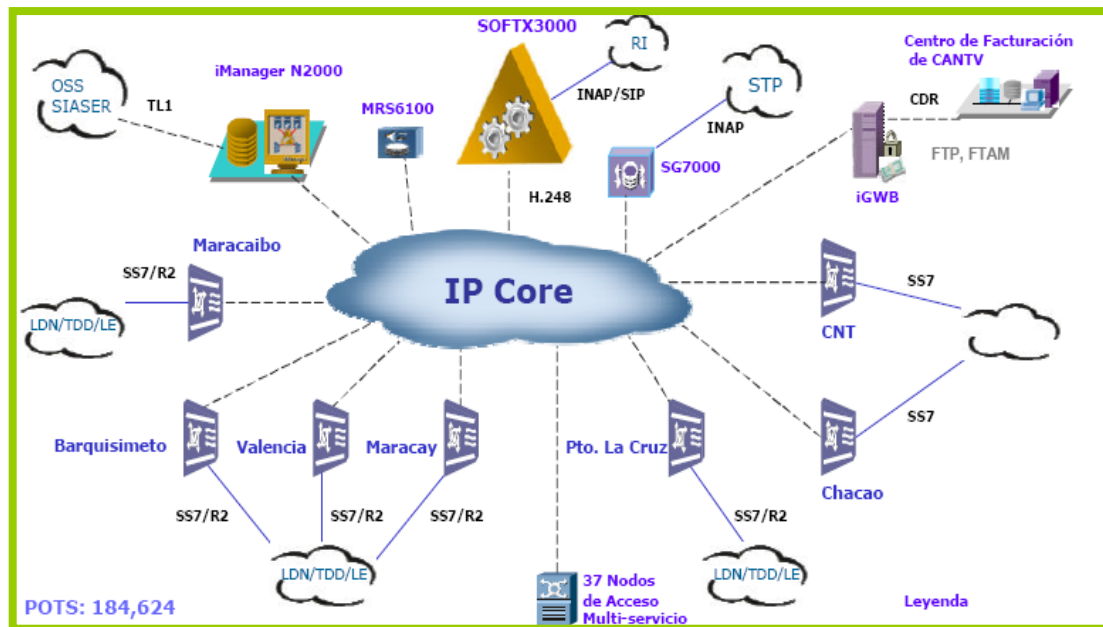 SOFTX3000
RI
Centro de Facturación
de CANTV
OSS
SIASER
iManager N2000
TL1
MRS6100
INAP/SIP
STP
CDR
INAP
FTP, FTAM
SG7000
H.248
iGWB
Maracaibo
SS7/R2
IP Core
SS7
LDN/TDD/LE
CNT
SS7
Barquisimeto
Valencia
Maracay
Pto. La Cruz
Chacao
SS7/R2
SS7/R2
SS7/R2
SS7/R2
LDN/TDD/LE
LDN/TDD/LE
37 Nodos
de Acceso
Multi-servicio
POTS: 184,624
Leyenda